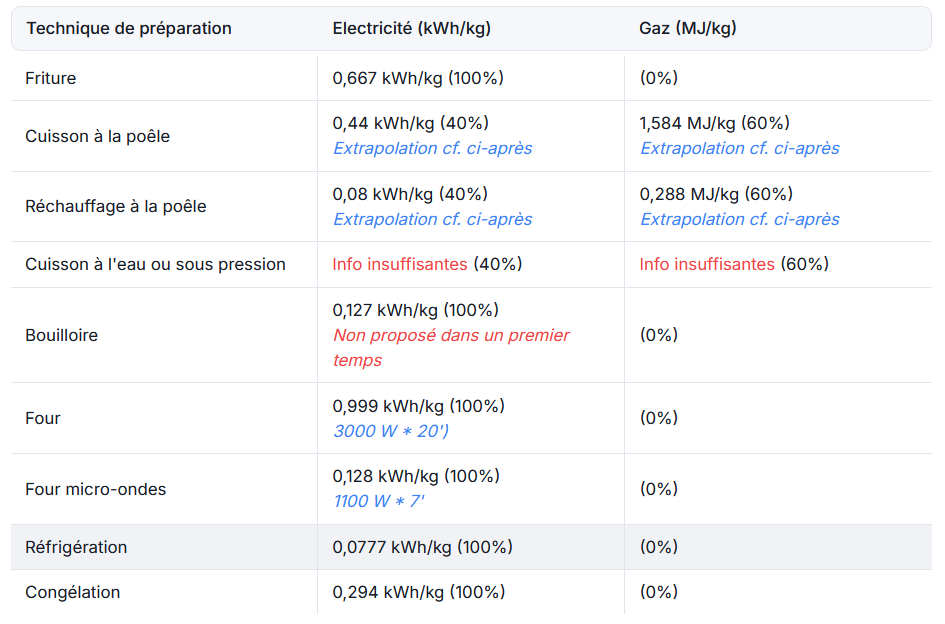 Technique de préparation Electricité (kWh/kg) Gaz (MJ/kg)
Friture 0,667 kWh/kg (100%) (0%)
Cuisson à la poêle 0,44 kWh/kg (40%) 1,584 MJ/kg (60%)
Extrapolation cf. ci-après Extrapolation cf. ci-après
Réchauffage à la poêle 0,08 kWh/kg (40%) 0,288 MJ/kg (60%)
Extrapolation cf. ci-après Extrapolation cf. ci-après
Cuisson à l'eau ou sous pression Info insuffisantes (40%) Info insuffisantes (60%)
Bouilloire 0,127 kWh/kg (100%) (0%)
Non proposé dans un premier
temps
Four 0,999 kWh/kg (100%) (0%)
3000 W * 20')
Four micro-ondes 0,128 kWh/kg (100%) (0%)
1100 W * 7'
Réfrigération 0,0777 kWh/kg (100%) (0%)
Congélation 0,294 kWh/kg (100%) (0%)